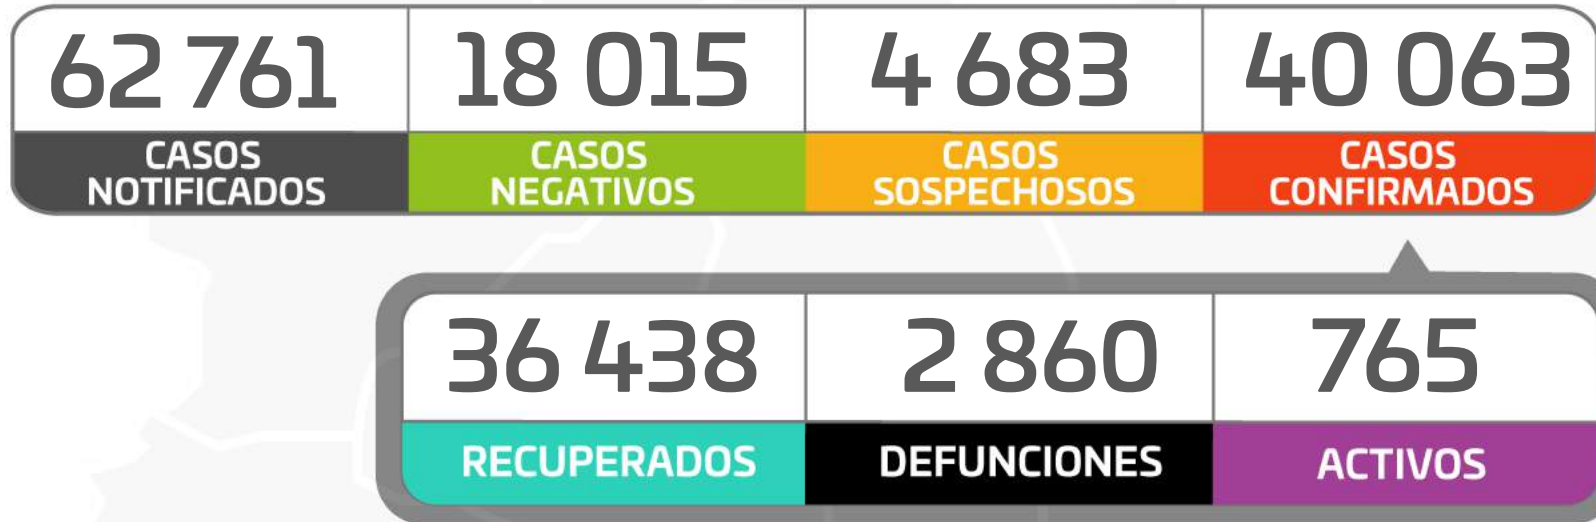 62 761 18 015 4 683 40 063
CASOS CASOS CASOS CASOS
NOTIFICADOS NEGATIVOS SOSPECHOSOS CONFIRMADOS
36 438 2 860 765
RECUPERADOS DEFUNCIONES ACTIVOS